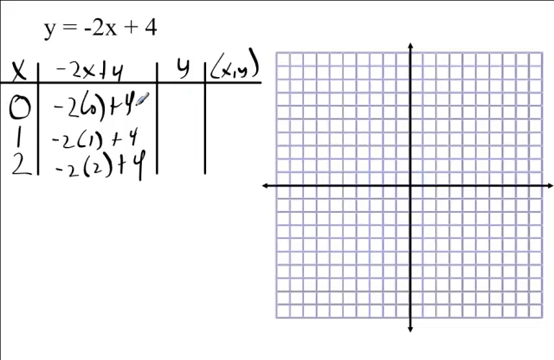 y = -2x + 4
x -2x+4 y (x,y)
0 -2(0)+4
1 -2(1)+4
2 -2(2)+4